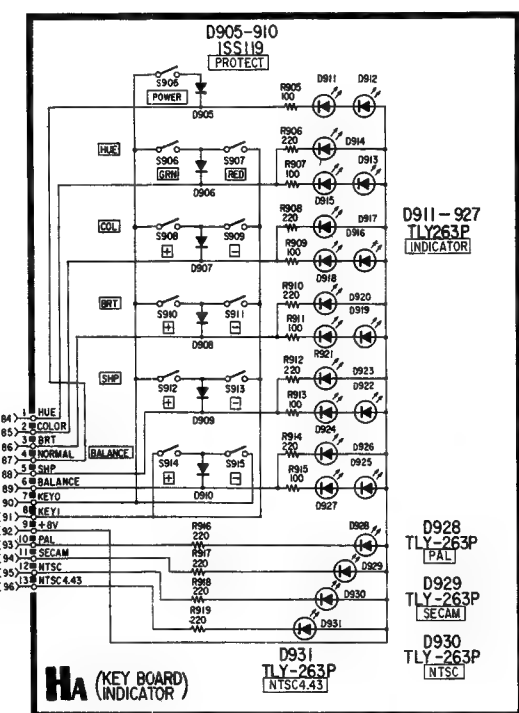 D905-910
1SS119
PROTECT
S905
POWER
D905
R905
100
D911 D912
HUE
S906 S907
GRN RED
D906
R906
220
D914
R907
100
D913
D915
COL
S908 S909
+ −
D907
R908
220
D917
D916
R909
100
D918
D911-927
TLY263P
INDICATOR
BRT
S910 S911
+ −
D908
R910
220
D920
D919
R911
100
R921
SHP
S912 S913
+ −
D909
R912
220
D923
D922
R913
100
D924
BALANCE
S914 S915
+ −
D910
R914
220
D926
D925
R915
100
D927
84) 1 HUE
85) 2 COLOR
86) 3 BRT
87) 4 NORMAL
88) 5 SHP
89) 6 BALANCE
90) 7 KEY0
91) 8 KEY1
92) 9 +8V
93) 10 PAL
94) 11 SECAM
95) 12 NTSC
96) 13 NTSC4.43
R916
220
R917
220
R918
220
R919
220
D928
D929
D930
D931
D928
TLY-263P
PAL
D929
TLY-263P
SECAM
D930
TLY-263P
NTSC
D931
TLY-263P
NTSC4.43
HA (KEY BOARD
INDICATOR)